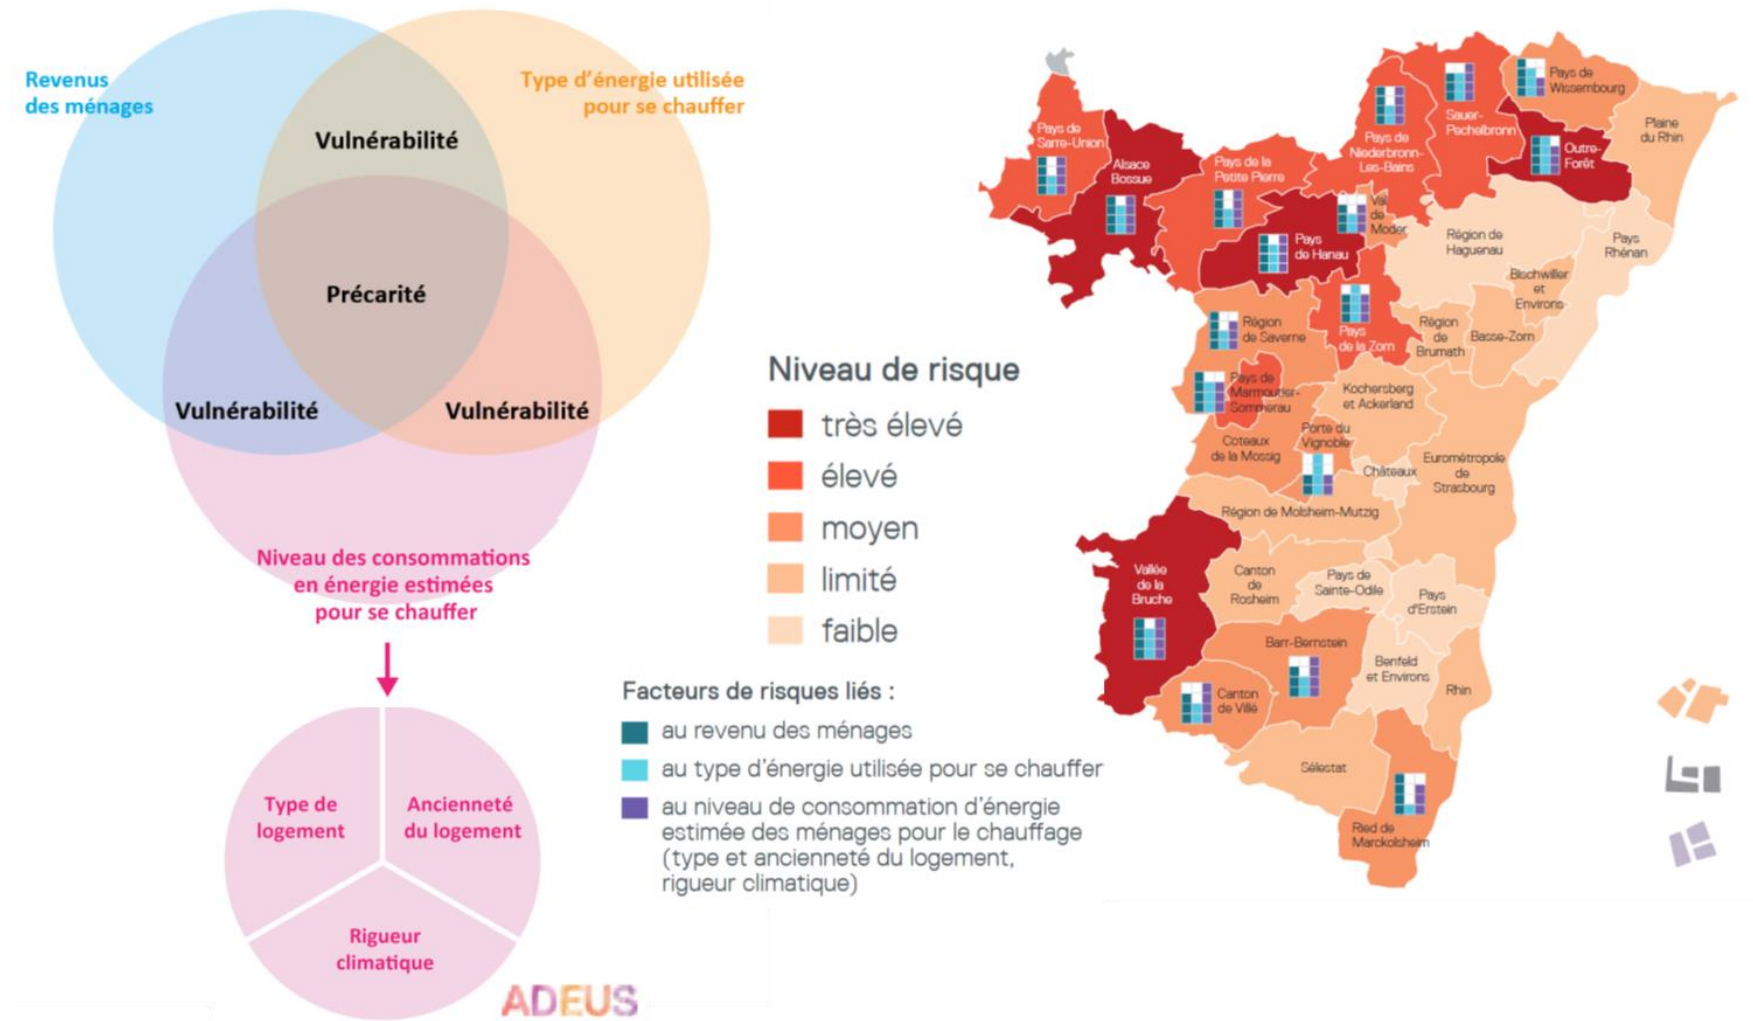 Revenus
des ménages
Type d’énergie utilisée
pour se chauffer
Vulnérabilité
Précarité
Vulnérabilité
Vulnérabilité
Niveau des consommations
en énergie estimées
pour se chauffer
Type de
logement
Ancienneté
du logement
Rigueur
climatique
ADEUS
Niveau de risque
très élevé
élevé
moyen
limité
faible
Facteurs de risques liés :
au revenu des ménages
au type d’énergie utilisée pour se chauffer
au niveau de consommation d’énergie
estimée des ménages pour le chauffage
(type et ancienneté du logement,
rigueur climatique)
Pays de
Sarre-Union
Alsace
Bossue
Pays de la
Petite Pierre
Pays de
Niederbronn-
Les-Bains
Sauer-
Pechelbronn
Pays de
Wissembourg
Outre-
Forêt
Plaine
du Rhin
Pays
de Hanau
Val
de
Moder
Région de
Haguenau
Pays
Rhénan
Bischwiller
et
Environs
Région
de Saverne
Pays
de la Zorn
Région
de
Brumath
Basse-Zorn
Pays de
Marmoutier-
Sommerau
Kochersberg
et Ackerland
Coteaux
de la Mossig
Porte du
Vignoble
Châteaux
Eurométropole
de
Strasbourg
Région de Molsheim-Mutzig
Vallée
de la
Bruche
Canton
de
Rosheim
Pays de
Sainte-Odile
Pays
d'Erstein
Barr-Bernstein
Benfeld
et Environs
Rhin
Canton
de Villé
Sélestat
Ried de
Marckolsheim